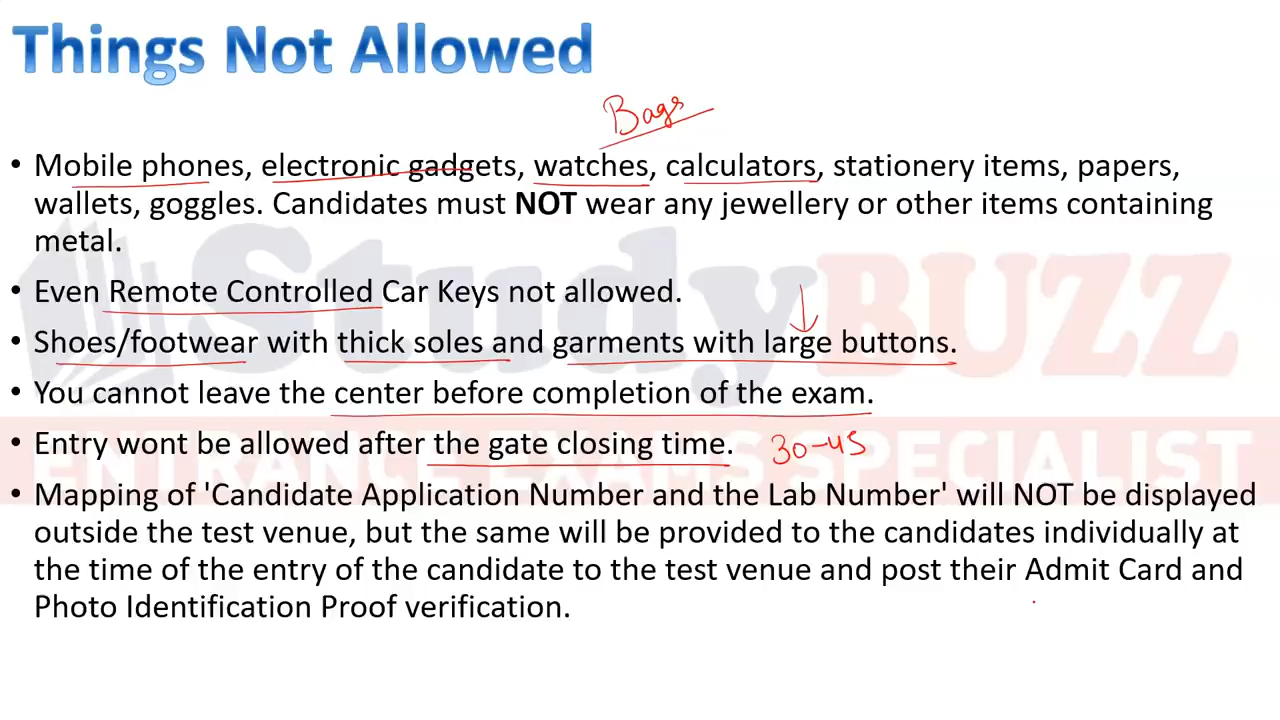 Things Not Allowed
Bags
• Mobile phones, electronic gadgets, watches, calculators, stationery items, papers,
wallets, goggles. Candidates must NOT wear any jewellery or other items containing
metal.
• Even Remote Controlled Car Keys not allowed.
• Shoes/footwear with thick soles and garments with large buttons.
• You cannot leave the center before completion of the exam.
• Entry wont be allowed after the gate closing time. 30-45
• Mapping of 'Candidate Application Number and the Lab Number' will NOT be displayed
outside the test venue, but the same will be provided to the candidates individually at
the time of the entry of the candidate to the test venue and post their Admit Card and
Photo Identification Proof verification.
StudyBUZZ
ENTRANCE EXAMS SPECIALIST